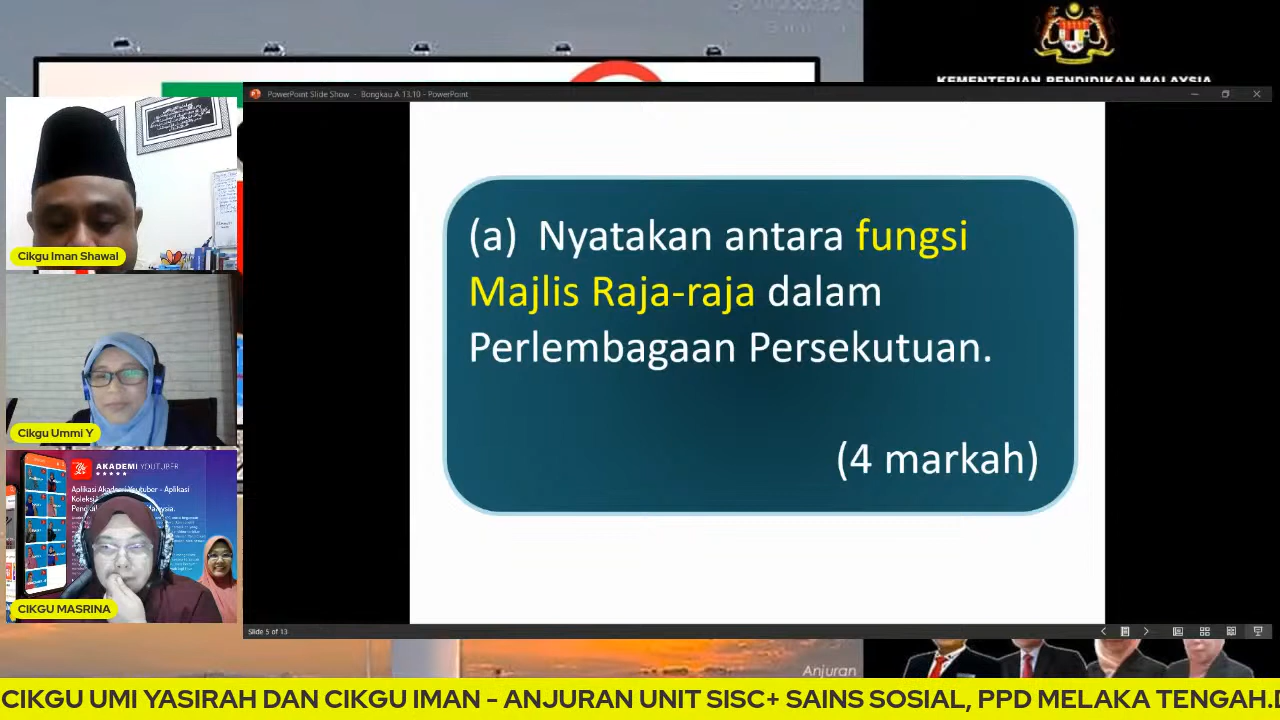 KEMENTERIAN PENDIDIKAN MALAYSIA
PowerPoint Slide Show - Bongkau A 13.10 - PowerPoint
(a) Nyatakan antara fungsi
Majlis Raja-raja dalam
Perlembagaan Persekutuan.
(4 markah)
Cikgu Iman Shawal
Cikgu Ummi Y
AKADEMI YOUTUBER
Aplikasi Akademi Youtuber - Aplikasi
CIKGU MASRINA
Slide 5 of 13
Anjuran
CIKGU UMI YASIRAH DAN CIKGU IMAN - ANJURAN UNIT SISC+ SAINS SOSIAL, PPD MELAKA TENGAH.